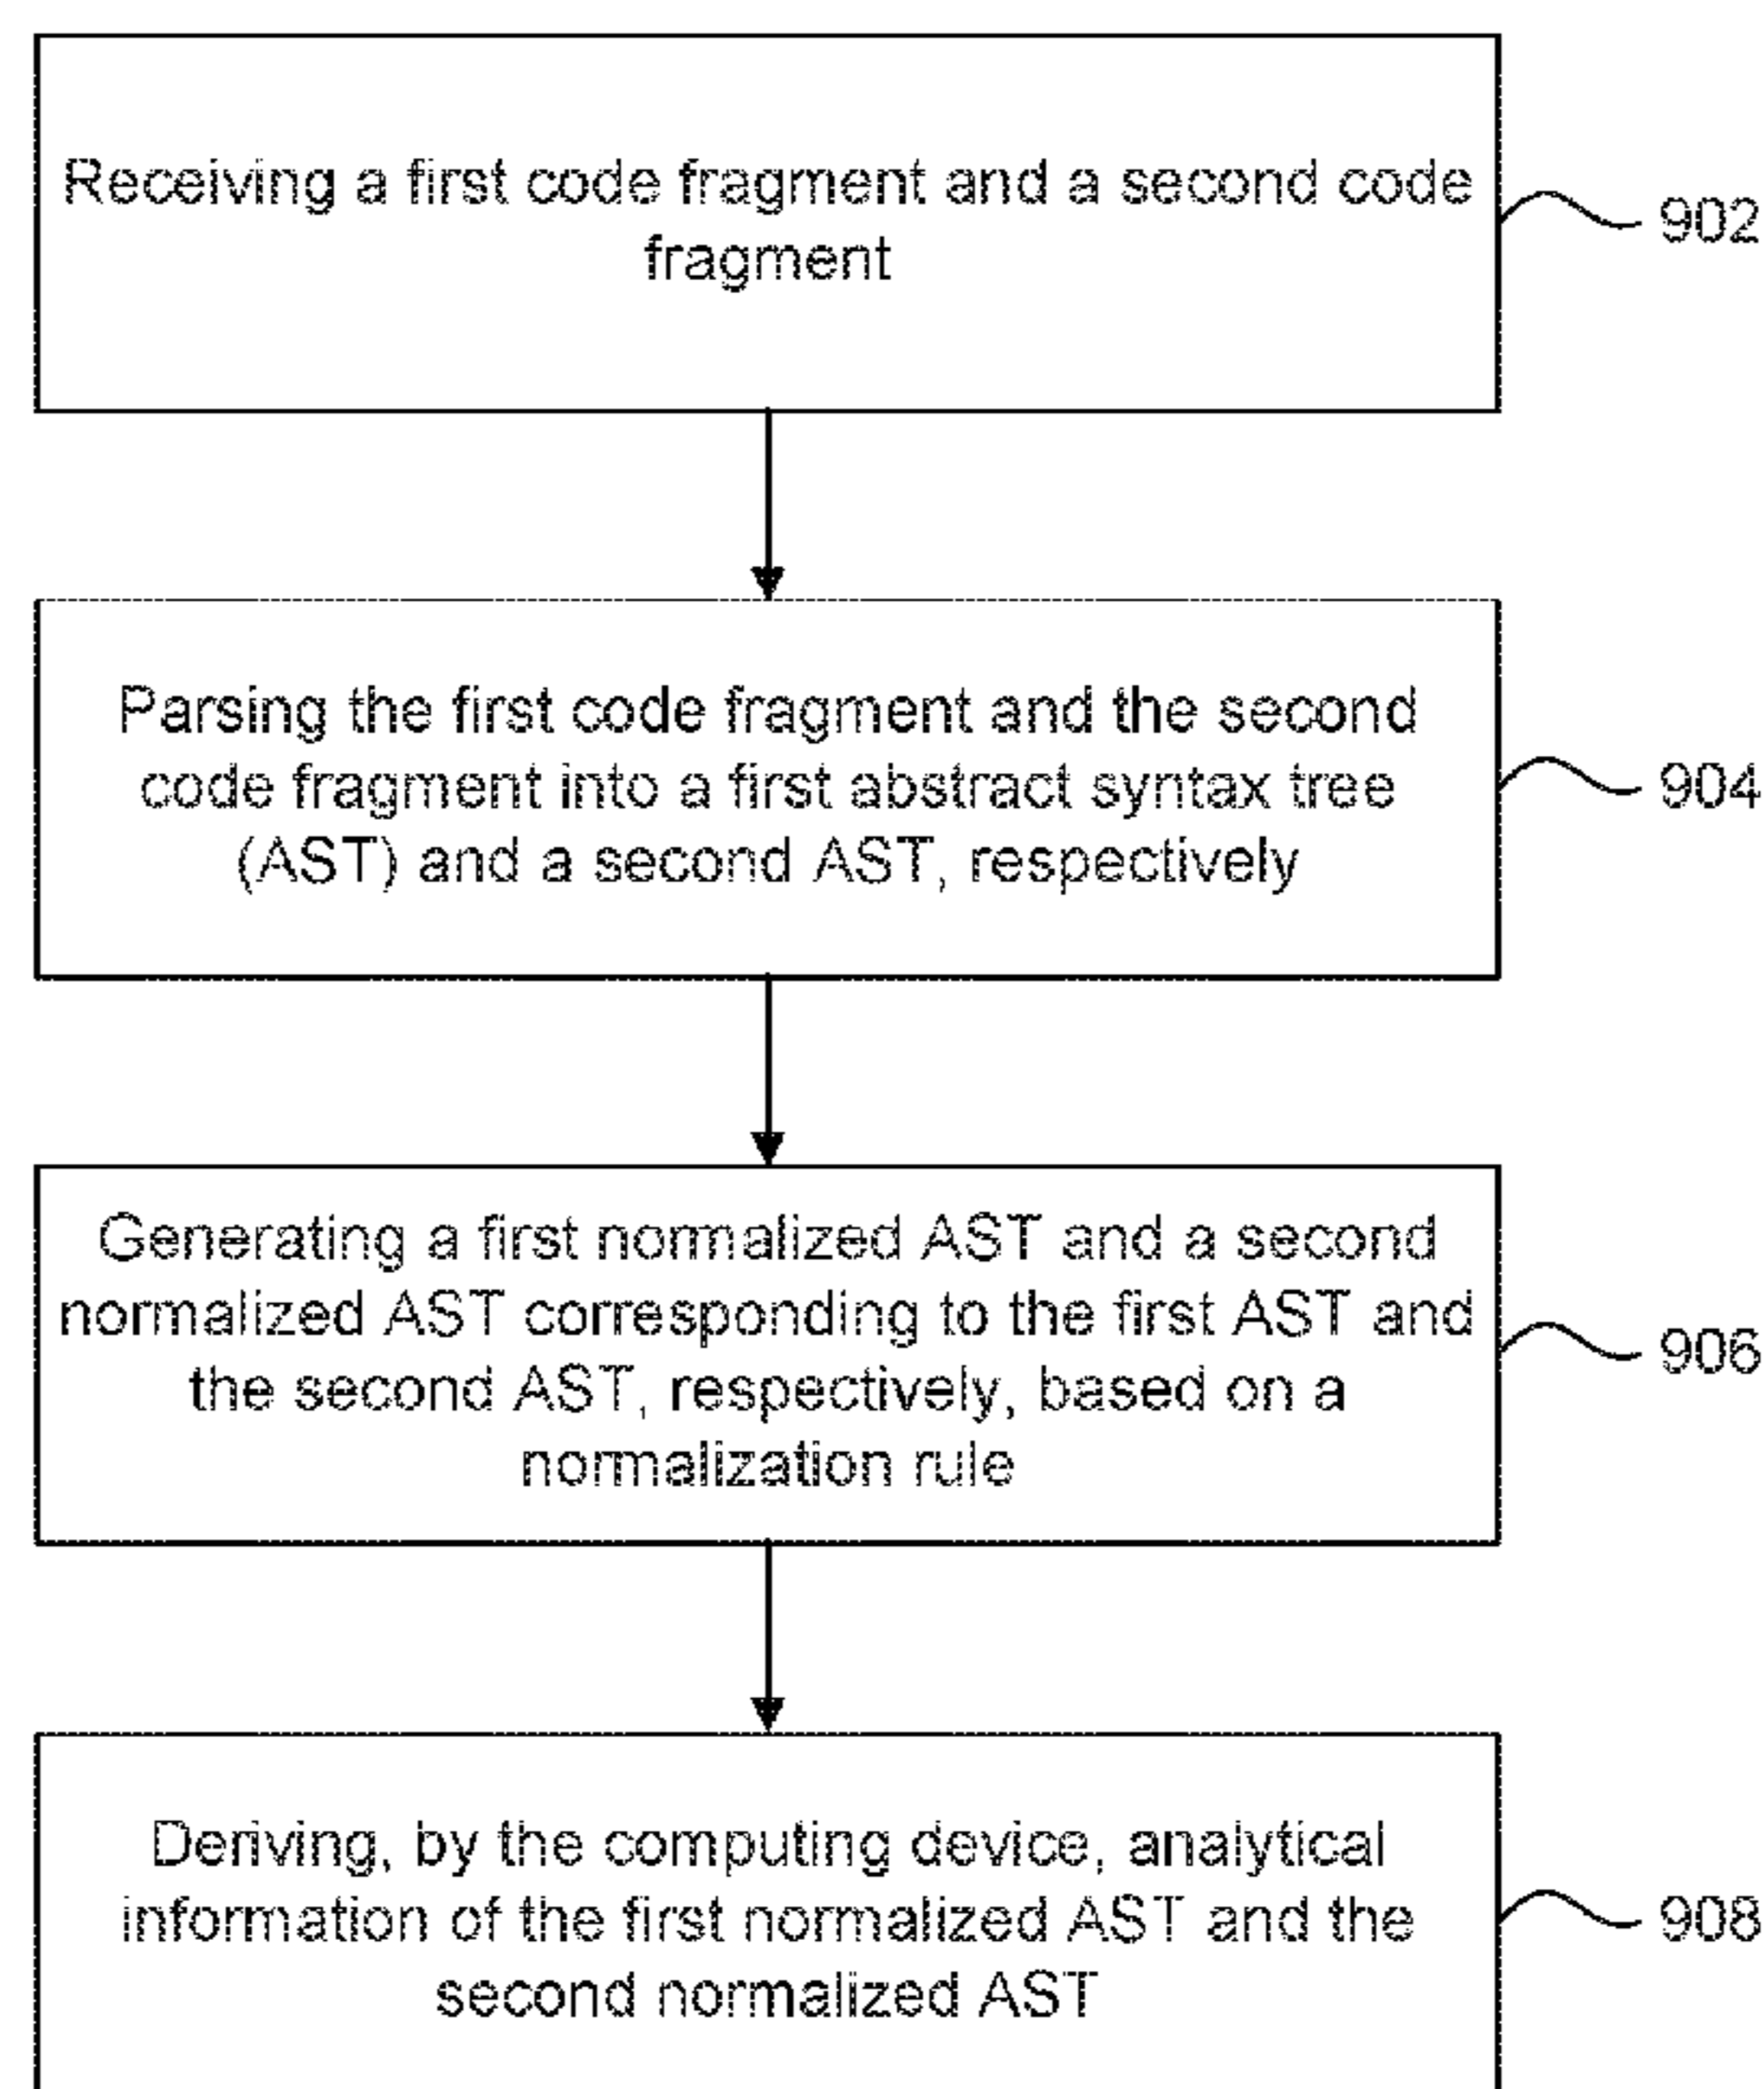 Receiving a first code fragment and a second code
fragment
902
Parsing the first code fragment and the second
code fragment into a first abstract syntax tree
(AST) and a second AST, respectively
904
Generating a first normalized AST and a second
normalized AST corresponding to the first AST and
the second AST, respectively, based on a
normalization rule
906
Deriving, by the computing device, analytical
information of the first normalized AST and the
second normalized AST
908